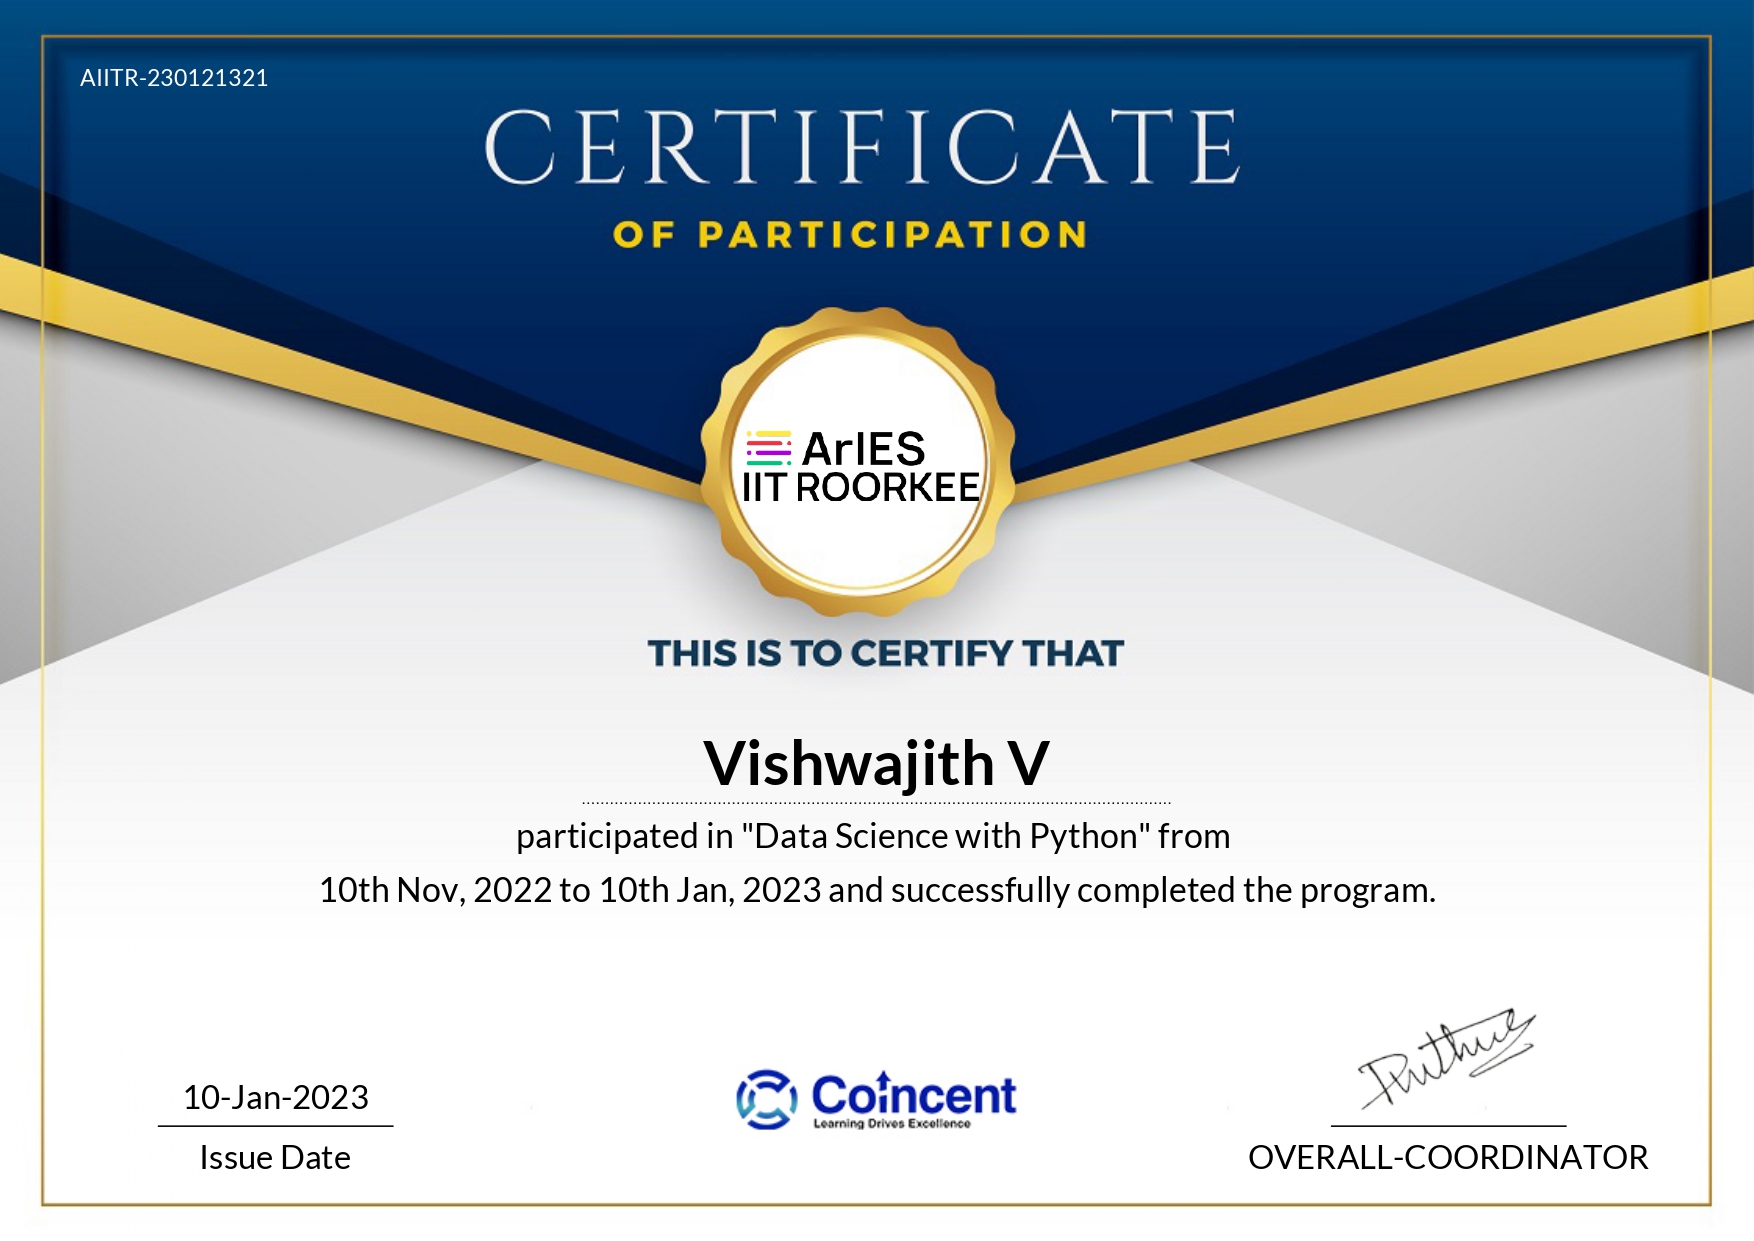 AIITR-230121321
CERTIFICATE
OF PARTICIPATION
ArIES
IIT ROORKEE
THIS IS TO CERTIFY THAT
Vishwajith V
participated in "Data Science with Python" from
10th Nov, 2022 to 10th Jan, 2023 and successfully completed the program.
10-Jan-2023
Issue Date
Coincent
Learning Drives Excellence
OVERALL-COORDINATOR